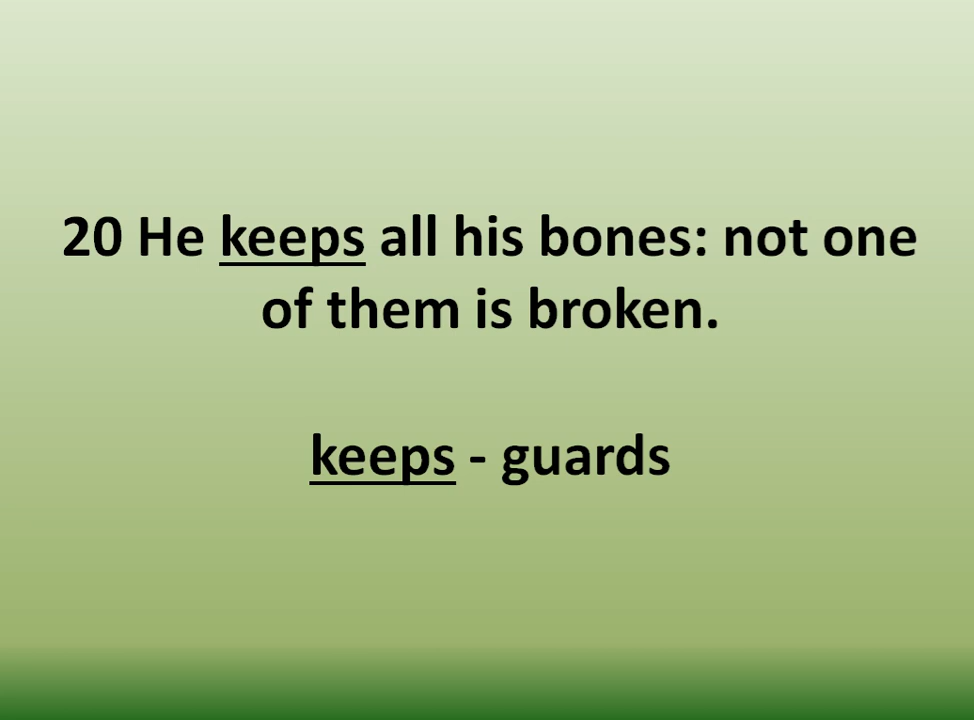 20 He keeps all his bones: not one
of them is broken.
keeps - guards